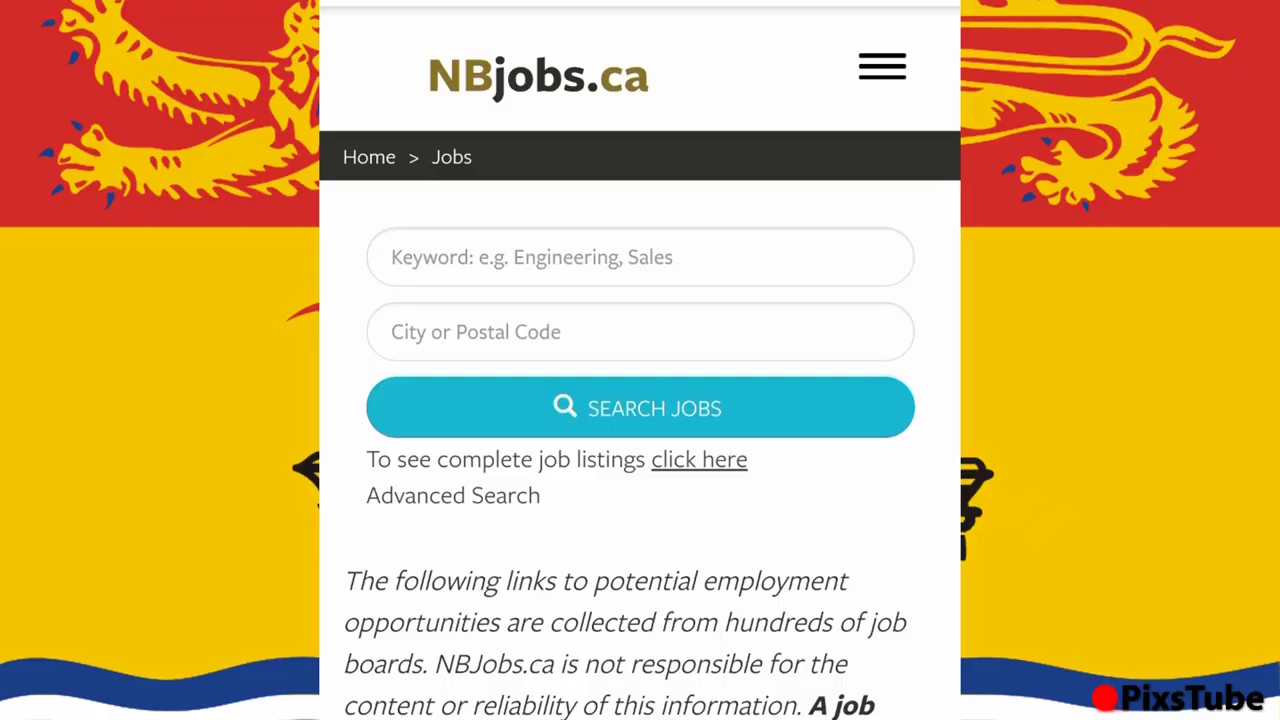 NBjobs.ca
Home > Jobs
Keyword: e.g. Engineering, Sales
City or Postal Code
SEARCH JOBS
To see complete job listings click here
Advanced Search
The following links to potential employment
opportunities are collected from hundreds of job
boards. NBJobs.ca is not responsible for the
content or reliability of this information. A job
PixsTube